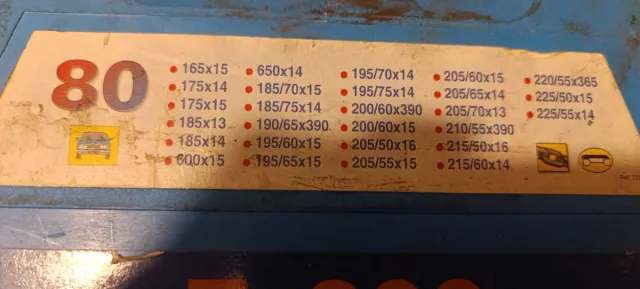 80
165x15
175x14
175x15
185x13
185x14
600x15
650x14
185/70x15
185/75x14
190/65x390
195/60x15
195/65x15
195/70x14
195/75x14
200/60x390
200/60x15
205/50x16
205/55x15
205/60x15
205/65x14
205/70x13
210/55x390
215/50x16
215/60x14
220/55x365
225/50x15
225/55x14